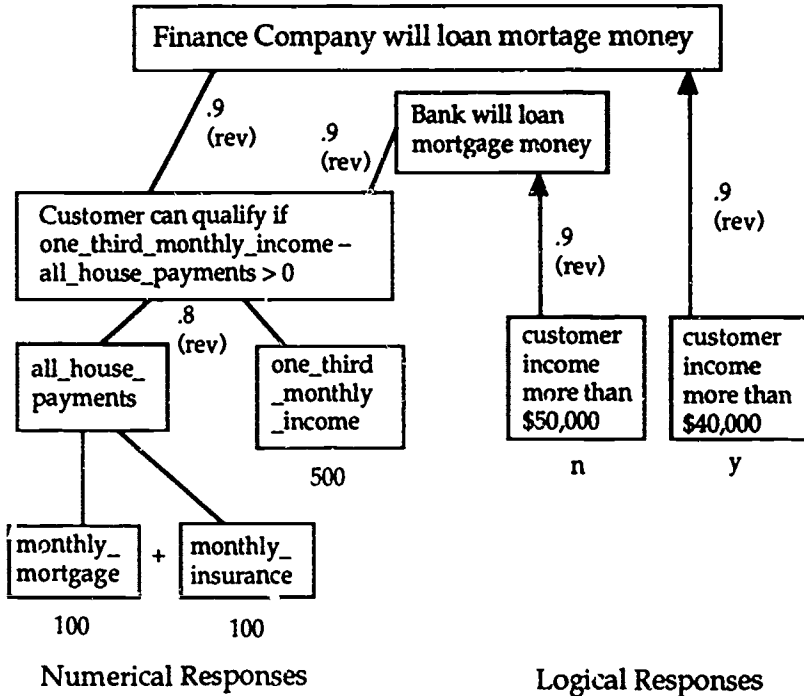 Finance Company will loan mortage money
.9
(rev)
.9
(rev)
Bank will loan
mortgage money
.9
(rev)
Customer can qualify if
one_third_monthly_income –
all_house_payments > 0
.9
(rev)
.8
(rev)
all_house_
payments
one_third
_monthly
_income
500
customer
income
more than
$50,000
n
customer
income
more than
$40,000
y
monthly_
mortgage
+
monthly_
insurance
100
100
Numerical Responses
Logical Responses